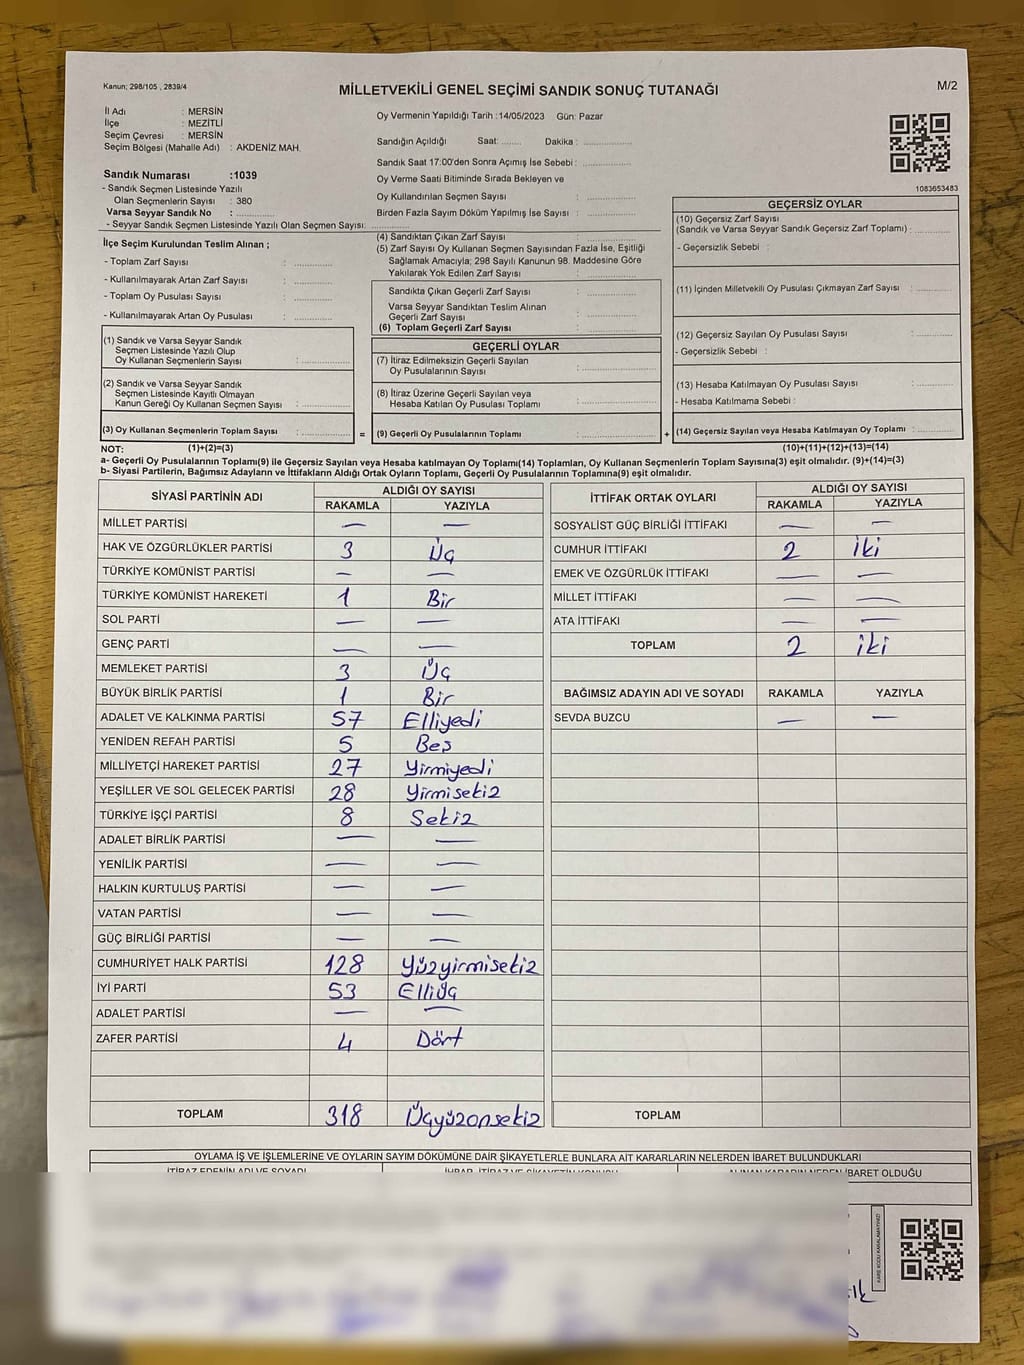 Kanun; 298/105 , 2839/4
MİLLETVEKİLİ GENEL SEÇİMİ SANDIK SONUÇ TUTANAĞI
M/2
İl Adı : MERSİN
İlçe : MEZİTLİ
Seçim Çevresi : MERSİN
Seçim Bölgesi (Mahalle Adı) : AKDENİZ MAH.
Sandık Numarası :1039
- Sandık Seçmen Listesinde Yazılı
Olan Seçmenlerin Sayısı : 380
Varsa Seyyar Sandık No : ............
- Seyyar Sandık Seçmen Listesinde Yazılı Olan Seçmen Sayısı: ............
Oy Vermenin Yapıldığı Tarih :14/05/2023 Gün: Pazar
Sandığın Açıldığı Saat: ....... Dakika : ............
Sandık Saat 17:00'den Sonra Açımış İse Sebebi : ............
Oy Verme Saati Bitiminde Sırada Bekleyen ve
Oy Kullandırılan Seçmen Sayısı : ............
Birden Fazla Sayım Döküm Yapılmış İse Sayısı : ............
1083653483
İlçe Seçim Kurulundan Teslim Alınan ;
- Toplam Zarf Sayısı : ............
- Kullanılmayarak Artan Zarf Sayısı : ............
- Toplam Oy Pusulası Sayısı : ............
- Kullanılmayarak Artan Oy Pusulası : ............
(1) Sandık ve Varsa Seyyar Sandık
Seçmen Listesinde Yazılı Olup
Oy Kullanan Seçmenlerin Sayısı : ............
(2) Sandık ve Varsa Seyyar Sandık
Seçmen Listesinde Kayıtlı Olmayan
Kanun Gereği Oy Kullanan Seçmen Sayısı : ............
(3) Oy Kullanan Seçmenlerin Toplam Sayısı : ............
(4) Sandıktan Çıkan Zarf Sayısı : ............
(5) Zarf Sayısı Oy Kullanan Seçmen Sayısından Fazla İse, Eşitliği
Sağlamak Amacıyla; 298 Sayılı Kanunun 98. Maddesine Göre
Yakılarak Yok Edilen Zarf Sayısı : ............
Sandıkta Çıkan Geçerli Zarf Sayısı : ............
Varsa Seyyar Sandıktan Teslim Alınan
Geçerli Zarf Sayısı : ............
(6) Toplam Geçerli Zarf Sayısı : ............
GEÇERLİ OYLAR
(7) İtiraz Edilmeksizin Geçerli Sayılan
Oy Pusulalarının Sayısı : ............
(8) İtiraz Üzerine Geçerli Sayılan veya
Hesaba Katılan Oy Pusulası Toplamı : ............
= (9) Geçerli Oy Pusulalarının Toplamı : ............
GEÇERSİZ OYLAR
(10) Geçersiz Zarf Sayısı
(Sandık ve Varsa Seyyar Sandık Geçersiz Zarf Toplamı) : ............
- Geçersizlik Sebebi :
(11) İçinden Milletvekili Oy Pusulası Çıkmayan Zarf Sayısı : ............
(12) Geçersiz Sayılan Oy Pusulası Sayısı : ............
- Geçersizlik Sebebi :
(13) Hesaba Katılmayan Oy Pusulası Sayısı : ............
- Hesaba Katılmama Sebebi :
+ (14) Geçersiz Sayılan veya Hesaba Katılmayan Oy Toplamı : ............
NOT: (1)+(2)=(3) (10)+(11)+(12)+(13)=(14)
a- Geçerli Oy Pusulalarının Toplamı(9) ile Geçersiz Sayılan veya Hesaba katılmayan Oy Toplamı(14) Toplamları, Oy Kullanan Seçmenlerin Toplam Sayısına(3) eşit olmalıdır. (9)+(14)=(3)
b- Siyasi Partilerin, Bağımsız Adayların ve İttifakların Aldığı Ortak Oyların Toplamı, Geçerli Oy Pusulalarının Toplamına(9) eşit olmalıdır.
SİYASİ PARTİNİN ADI ALDIĞI OY SAYISI
RAKAMLA YAZIYLA
MİLLET PARTİSİ — —
HAK VE ÖZGÜRLÜKLER PARTİSİ 3 Üç
TÜRKİYE KOMÜNİST PARTİSİ — —
TÜRKİYE KOMÜNİST HAREKETİ 1 Bir
SOL PARTİ — —
GENÇ PARTİ — —
MEMLEKET PARTİSİ 3 Üç
BÜYÜK BİRLİK PARTİSİ 1 Bir
ADALET VE KALKINMA PARTİSİ 57 Elliyedi
YENİDEN REFAH PARTİSİ 5 Beş
MİLLİYETÇİ HAREKET PARTİSİ 27 Yirmiyedi
YEŞİLLER VE SOL GELECEK PARTİSİ 28 Yirmisekiz
TÜRKİYE İŞÇİ PARTİSİ 8 Sekiz
ADALET BİRLİK PARTİSİ — —
YENİLİK PARTİSİ — —
HALKIN KURTULUŞ PARTİSİ — —
VATAN PARTİSİ — —
GÜÇ BİRLİĞİ PARTİSİ — —
CUMHURİYET HALK PARTİSİ 128 Yüzyirmisekiz
İYİ PARTİ 53 Elliüç
ADALET PARTİSİ — —
ZAFER PARTİSİ 4 Dört
TOPLAM 318 Üçyüzonsekiz
İTTİFAK ORTAK OYLARI ALDIĞI OY SAYISI
RAKAMLA YAZIYLA
SOSYALİST GÜÇ BİRLİĞİ İTTİFAKI — —
CUMHUR İTTİFAKI 2 İki
EMEK VE ÖZGÜRLÜK İTTİFAKI — —
MİLLET İTTİFAKI — —
ATA İTTİFAKI — —
TOPLAM 2 İki
BAĞIMSIZ ADAYIN ADI VE SOYADI RAKAMLA YAZIYLA
SEVDA BUZCU — —
TOPLAM
OYLAMA İŞ VE İŞLEMLERİNE VE OYLARIN SAYIM DÖKÜMÜNE DAİR ŞİKAYETLERLE BUNLARA AİT KARARLARIN NELERDEN İBARET BULUNDUKLARI
İTİRAZ EDENİN ADI VE SOYADI İHBAR, İTİRAZ VE ŞİKAYETİN KONUSU ALINAN KARARIN NEDEN İBARET OLDUĞU